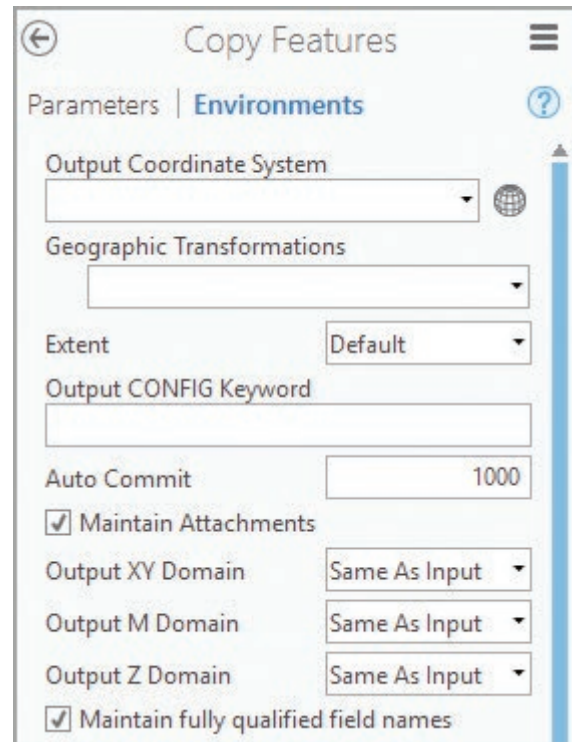 Copy Features
Parameters | Environments ?
Output Coordinate System
Geographic Transformations
Extent Default
Output CONFIG Keyword
Auto Commit 1000
Maintain Attachments
Output XY Domain Same As Input
Output M Domain Same As Input
Output Z Domain Same As Input
Maintain fully qualified field names